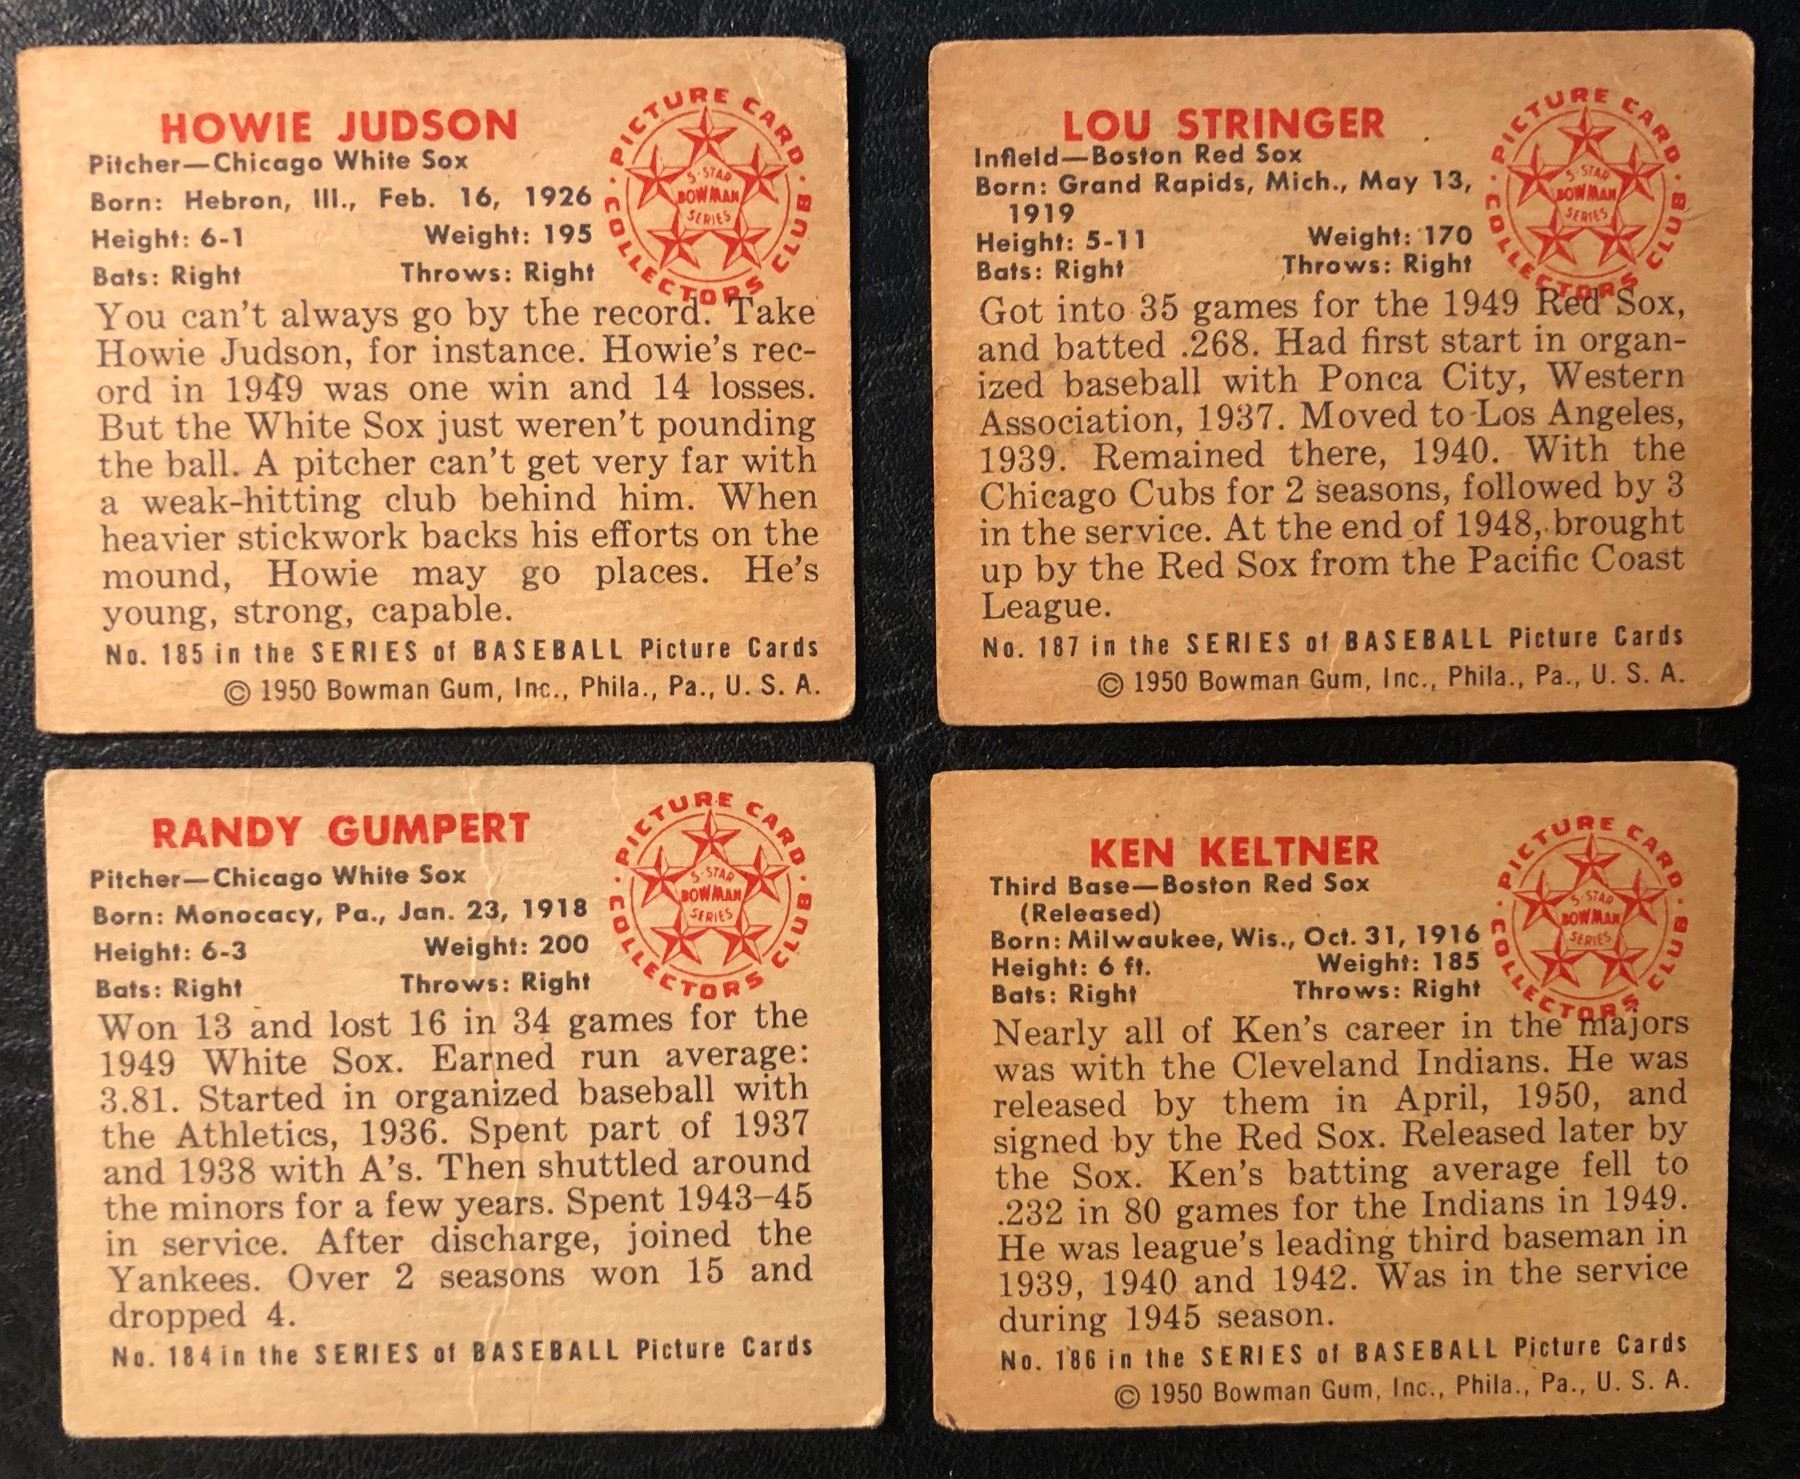 HOWIE JUDSON
Pitcher—Chicago White Sox
Born: Hebron, Ill., Feb. 16, 1926
Height: 6-1 Weight: 195
Bats: Right Throws: Right
PICTURE CARD COLLECTORS CLUB
5-STAR
BOWMAN
SERIES
You can't always go by the record. Take
Howie Judson, for instance. Howie's rec-
ord in 1949 was one win and 14 losses.
But the White Sox just weren't pounding
the ball. A pitcher can't get very far with
a weak-hitting club behind him. When
heavier stickwork backs his efforts on the
mound, Howie may go places. He's
young, strong, capable.
No. 185 in the SERIES of BASEBALL Picture Cards
© 1950 Bowman Gum, Inc., Phila., Pa., U. S. A.
LOU STRINGER
Infield—Boston Red Sox
Born: Grand Rapids, Mich., May 13,
1919
Height: 5-11 Weight: 170
Bats: Right Throws: Right
PICTURE CARD COLLECTORS CLUB
5-STAR
BOWMAN
SERIES
Got into 35 games for the 1949 Red Sox,
and batted .268. Had first start in organ-
ized baseball with Ponca City, Western
Association, 1937. Moved to Los Angeles,
1939. Remained there, 1940. With the
Chicago Cubs for 2 seasons, followed by 3
in the service. At the end of 1948, brought
up by the Red Sox from the Pacific Coast
League.
No. 187 in the SERIES of BASEBALL Picture Cards
© 1950 Bowman Gum, Inc., Phila., Pa., U. S. A.
RANDY GUMPERT
Pitcher—Chicago White Sox
Born: Monocacy, Pa., Jan. 23, 1918
Height: 6-3 Weight: 200
Bats: Right Throws: Right
PICTURE CARD COLLECTORS CLUB
5-STAR
BOWMAN
SERIES
Won 13 and lost 16 in 34 games for the
1949 White Sox. Earned run average:
3.81. Started in organized baseball with
the Athletics, 1936. Spent part of 1937
and 1938 with A's. Then shuttled around
the minors for a few years. Spent 1943–45
in service. After discharge, joined the
Yankees. Over 2 seasons won 15 and
dropped 4.
No. 184 in the SERIES of BASEBALL Picture Cards
KEN KELTNER
Third Base—Boston Red Sox
(Released)
Born: Milwaukee, Wis., Oct. 31, 1916
Height: 6 ft. Weight: 185
Bats: Right Throws: Right
PICTURE CARD COLLECTORS CLUB
5-STAR
BOWMAN
SERIES
Nearly all of Ken's career in the majors
was with the Cleveland Indians. He was
released by them in April, 1950, and
signed by the Red Sox. Released later by
the Sox. Ken's batting average fell to
.232 in 80 games for the Indians in 1949.
He was league's leading third baseman in
1939, 1940 and 1942. Was in the service
during 1945 season.
No. 186 in the SERIES of BASEBALL Picture Cards
© 1950 Bowman Gum, Inc., Phila., Pa., U. S. A.